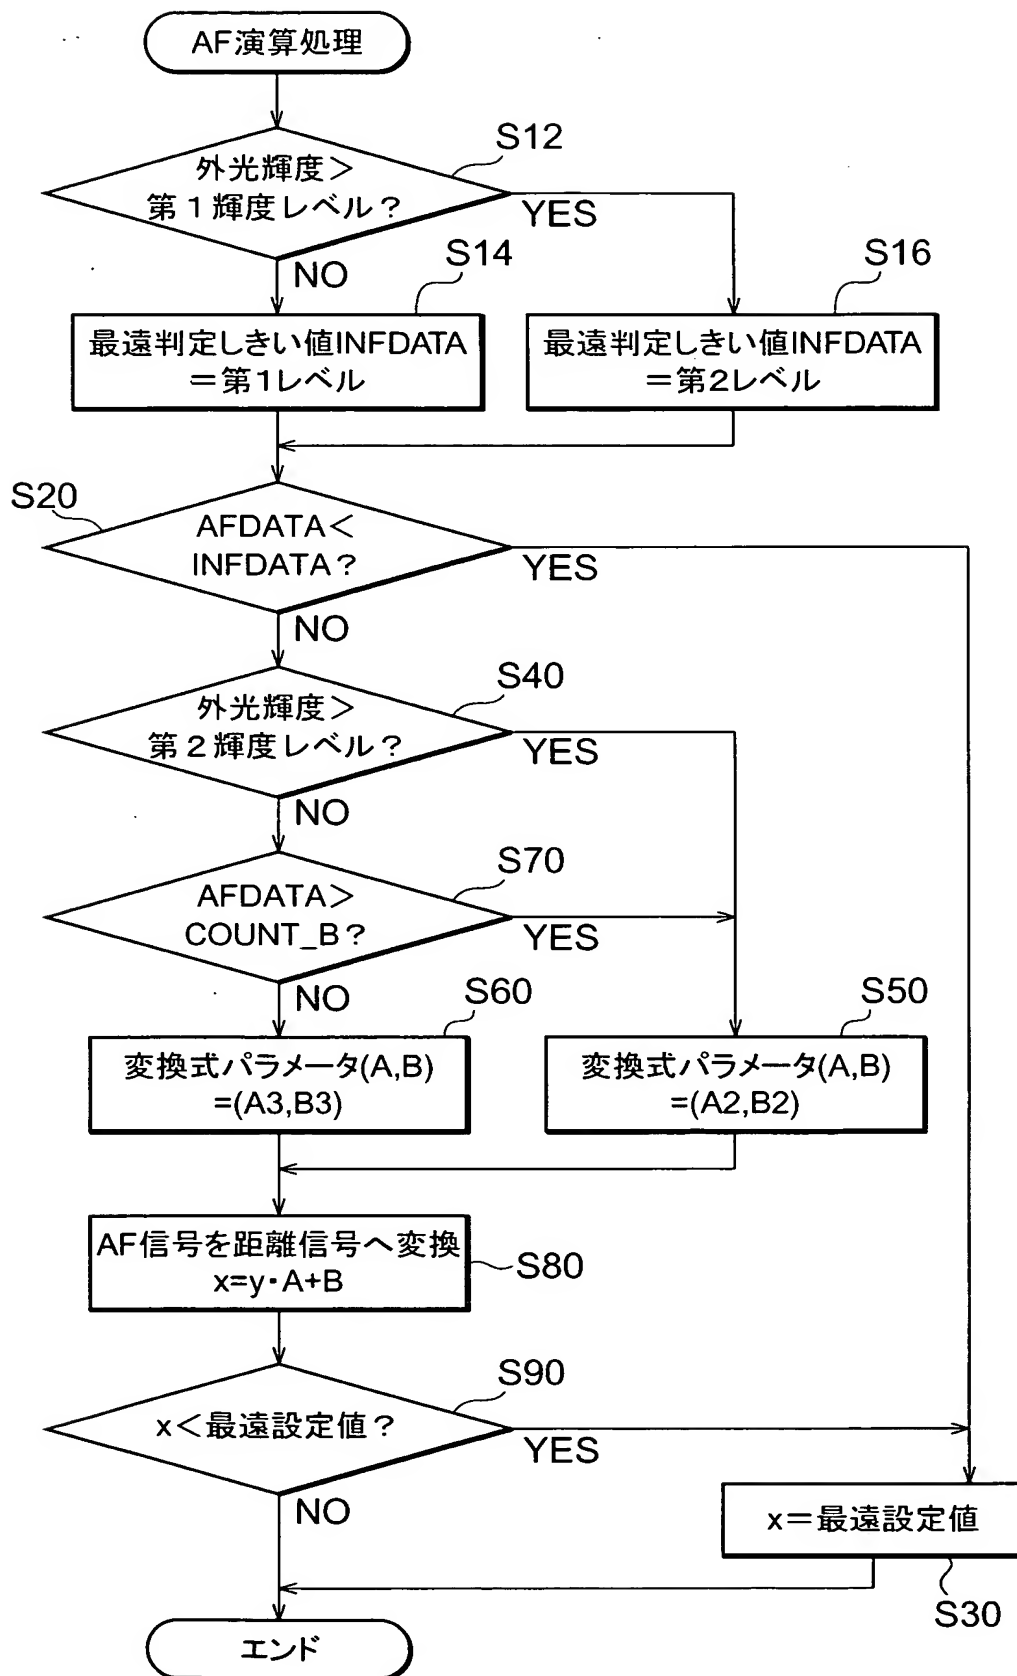 AF演算処理
S12
外光輝度＞
第1輝度レベル？
YES
NO
S14
最遠判定しきい値INFDATA
＝第1レベル
S16
最遠判定しきい値INFDATA
＝第2レベル
S20
AFDATA＜
INFDATA？
YES
NO
S40
外光輝度＞
第2輝度レベル？
YES
NO
S70
AFDATA＞
COUNT_B？
YES
NO
S60
変換式パラメータ(A,B)
=(A3,B3)
S50
変換式パラメータ(A,B)
=(A2,B2)
AF信号を距離信号へ変換
x=y・A+B
S80
S90
x＜最遠設定値？
YES
NO
x＝最遠設定値
S30
エンド